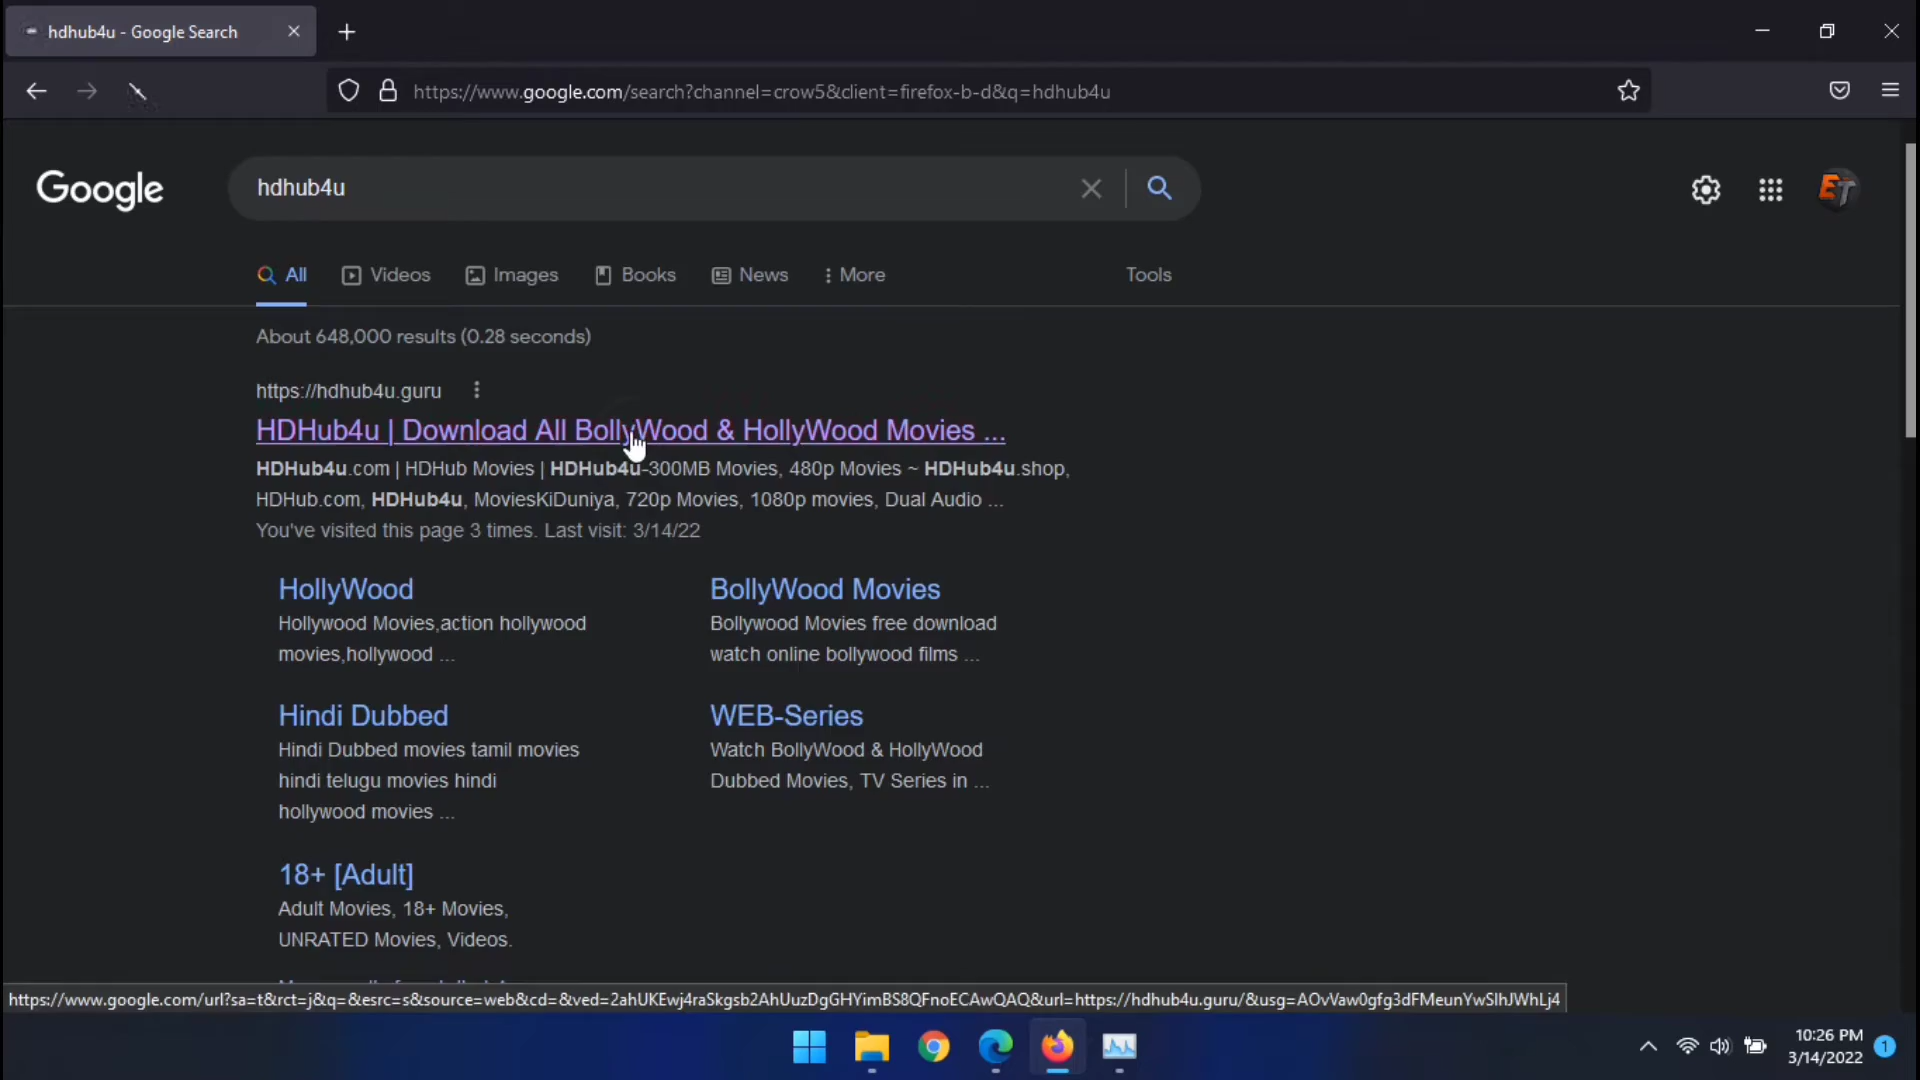 hdhub4u - Google Search
https://www.google.com/search?channel=crow5&client=firefox-b-d&q=hdhub4u
Google
hdhub4u
All
Videos
Images
Books
News
More
Tools
About 648,000 results (0.28 seconds)
https://hdhub4u.guru
HDHub4u | Download All BollyWood & HollyWood Movies ...
HDHub4u.com | HDHub Movies | HDHub4u-300MB Movies, 480p Movies ~ HDHub4u.shop,
HDHub.com, HDHub4u, MoviesKiDuniya, 720p Movies, 1080p movies, Dual Audio ...
You've visited this page 3 times. Last visit: 3/14/22
HollyWood
Hollywood Movies,action hollywood
movies,hollywood ...
BollyWood Movies
Bollywood Movies free download
watch online bollywood films ...
Hindi Dubbed
Hindi Dubbed movies tamil movies
hindi telugu movies hindi
hollywood movies ...
WEB-Series
Watch BollyWood & HollyWood
Dubbed Movies, TV Series in ...
18+ [Adult]
Adult Movies, 18+ Movies,
UNRATED Movies, Videos.
https://www.google.com/url?sa=t&rct=j&q=&esrc=s&source=web&cd=&ved=2ahUKEwj4raSkgsb2AhUuzDgGHYimBS8QFnoECAwQAQ&url=https://hdhub4u.guru/&usg=AOvVaw0gfg3dFMeunYwSlhJWhLj4
10:26 PM
3/14/2022
1
ET